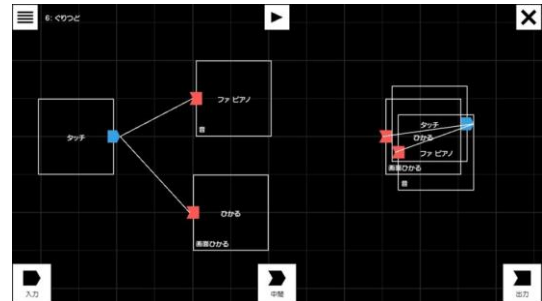 6: ぐりつど
ファ ピアノ
音
タッチ
ひかる
画面ひかる
タッチ
ひかる
ファ ピアノ
画面ひかる
音
入力
中間
出力